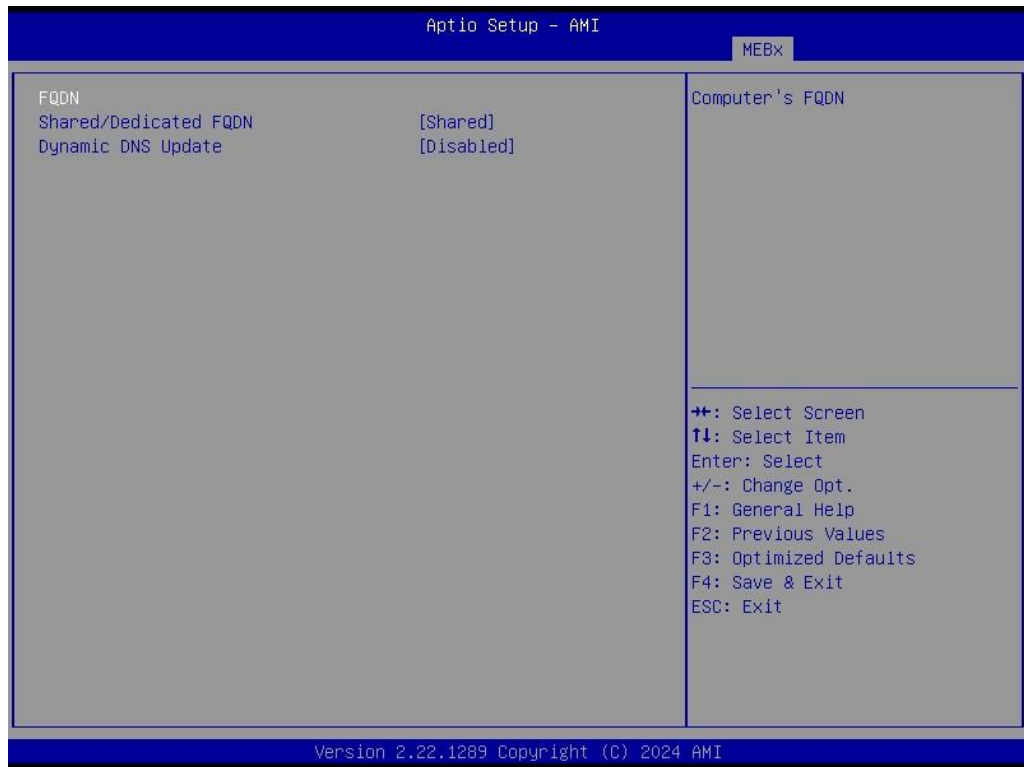 Aptio Setup - AMI
MEBx
FQDN
Shared/Dedicated FQDN [Shared]
Dynamic DNS Update [Disabled]
Computer's FQDN
→←: Select Screen
↑↓: Select Item
Enter: Select
+/-: Change Opt.
F1: General Help
F2: Previous Values
F3: Optimized Defaults
F4: Save & Exit
ESC: Exit
Version 2.22.1289 Copyright (C) 2024 AMI